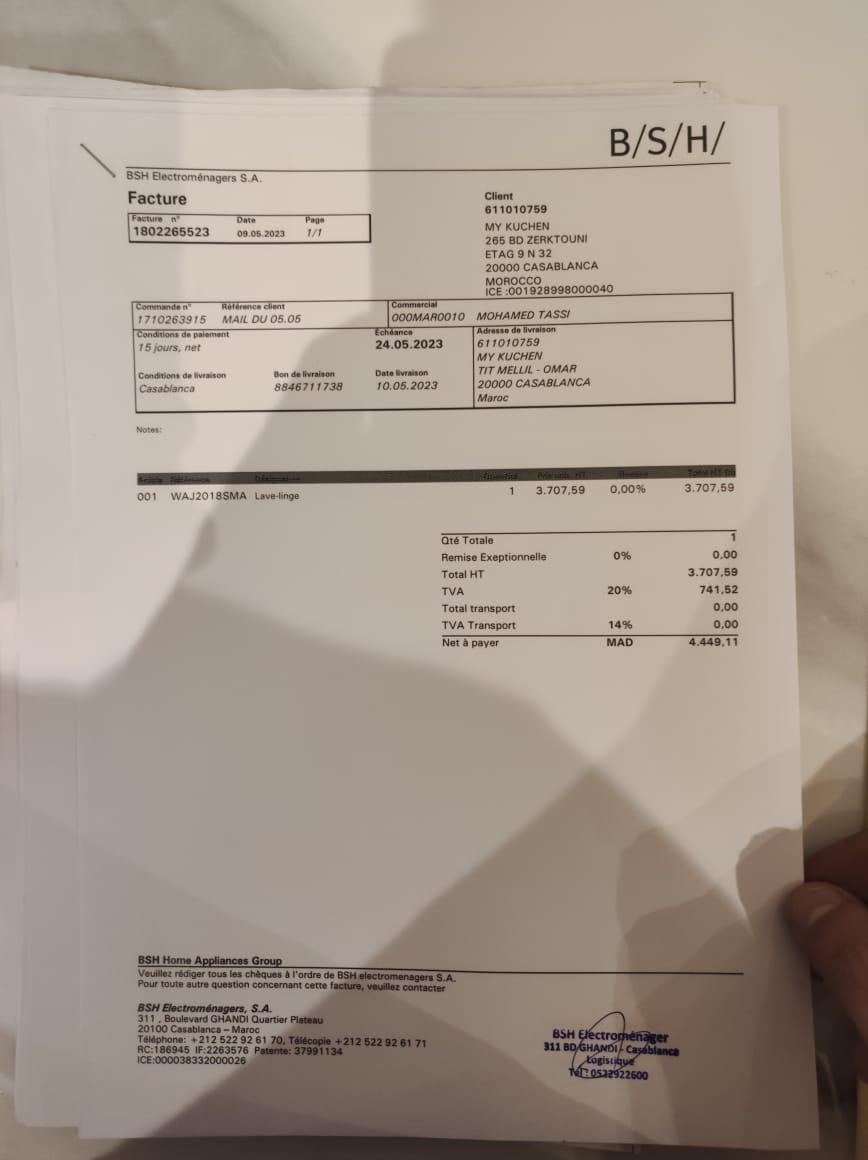 B/S/H/
BSH Electroménagers S.A.
Facture
Facture n° Date Page
1802265523 09.05.2023 1/1
Client
611010759
MY KUCHEN
265 BD ZERKTOUNI
ETAG 9 N 32
20000 CASABLANCA
MOROCCO
ICE :001928998000040
Commande n° Référence client Commercial
1710263915 MAIL DU 05.05 000MAR0010 MOHAMED TASSI
Conditions de paiement Échéance
15 jours, net 24.05.2023
Conditions de livraison Bon de livraison Date livraison
Casablanca 8846711738 10.05.2023
Adresse de livraison
611010759
MY KUCHEN
TIT MELLIL - OMAR
20000 CASABLANCA
Maroc
Notes:
Article Référence Désignation Quantité Prix unit. HT Remise Total HT
001 WAJ2018SMA Lave-linge 1 3.707,59 0,00% 3.707,59
Qté Totale 1
Remise Exeptionnelle 0% 0,00
Total HT 3.707,59
TVA 20% 741,52
Total transport 0,00
TVA Transport 14% 0,00
Net à payer MAD 4.449,11
BSH Home Appliances Group
Veuillez rédiger tous les chèques à l'ordre de BSH electromenagers S.A.
Pour toute autre question concernant cette facture, veuillez contacter
BSH Electroménagers, S.A.
311 , Boulevard GHANDI Quartier Plateau
20100 Casablanca – Maroc
Téléphone: +212 522 92 61 70, Télécopie +212 522 92 61 71
RC:186945 IF:2263576 Patente: 37991134
ICE:000038332000026
BSH Electroménager
311 BD GHANDI - Casablanca
Logistique
Tél : 0522922600